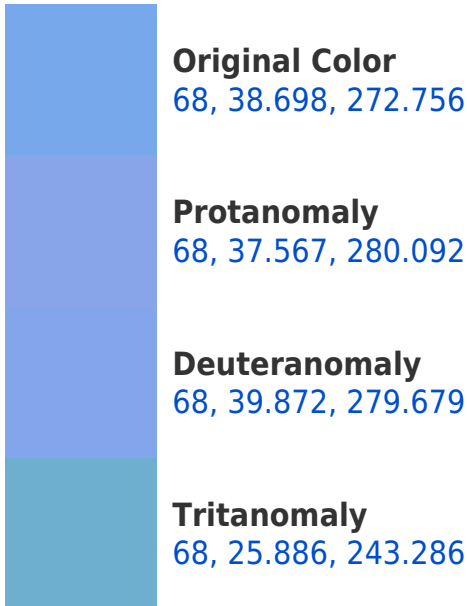 Original Color
68, 38.698, 272.756
Protanomaly
68, 37.567, 280.092
Deuteranomaly
68, 39.872, 279.679
Tritanomaly
68, 25.886, 243.286